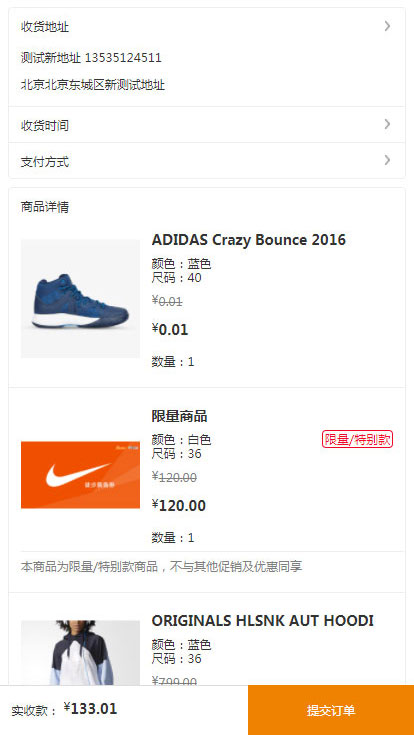 收货地址
测试新地址 13535124511
北京北京东城区新测试地址
收货时间
支付方式
商品详情
ADIDAS Crazy Bounce 2016
颜色：蓝色
尺码：40
¥0.01
¥0.01
数量：1
限量商品
颜色：白色
限量/特别款
尺码：36
¥120.00
¥120.00
数量：1
本商品为限量/特别款商品，不与其他促销及优惠同享
ORIGINALS HLSNK AUT HOODI
颜色：蓝色
尺码：36
¥799.00
实收款： ¥133.01
提交订单